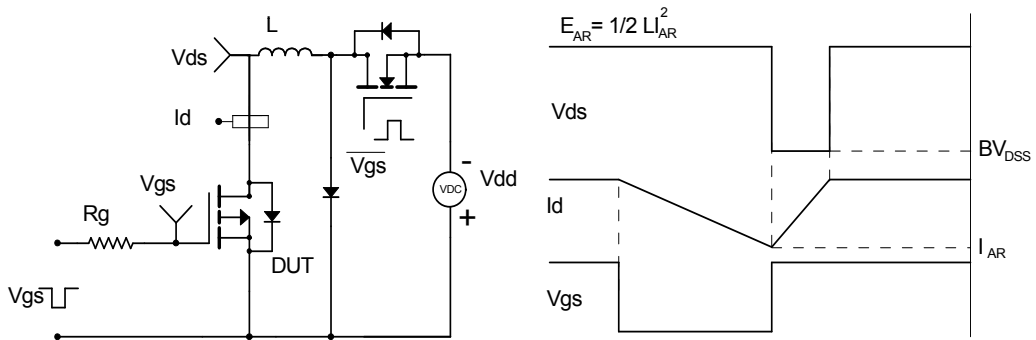 L
Vds
Id
Vgs
Vgs
Rg
DUT
Vgs
VDC
-
+
Vdd
E_AR = 1/2 LI_AR^2
Vds
BV_DSS
Id
I_AR
Vgs